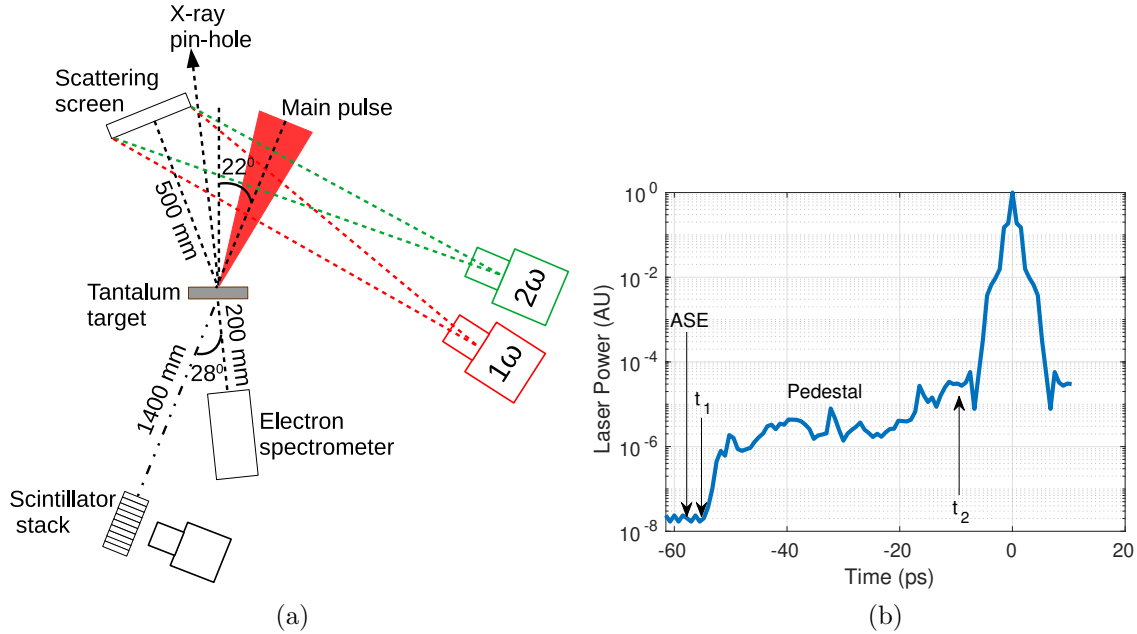 X-ray
pin-hole
Scattering
screen
Main pulse
22⁰
500 mm
Tantalum
target
200 mm
28⁰
1400 mm
2ω
1ω
Electron
spectrometer
Scintillator
stack
(a)
Laser Power (AU)
10⁰
10⁻²
10⁻⁴
10⁻⁶
10⁻⁸
ASE
t₁
Pedestal
t₂
-60
-40
-20
0
20
Time (ps)
(b)